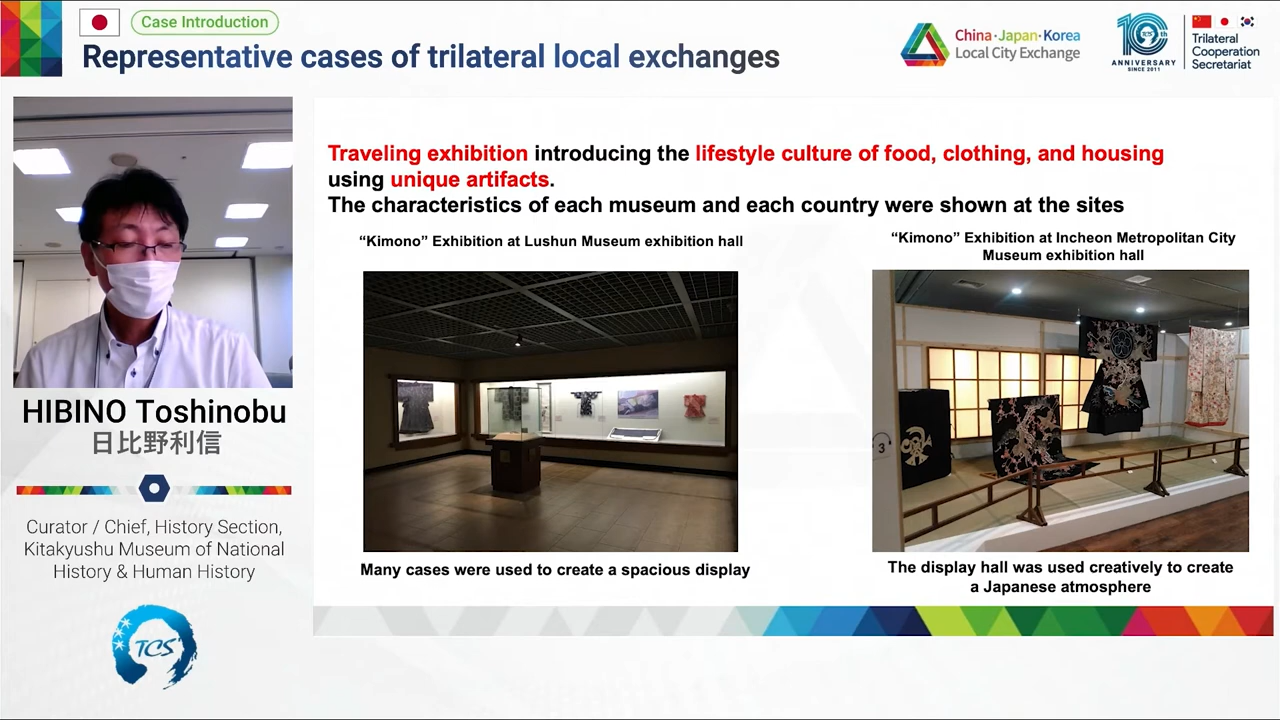 Case Introduction
Representative cases of trilateral local exchanges
China·Japan·Korea
Local City Exchange
10th
TCS
ANNIVERSARY
SINCE 2011
Trilateral
Cooperation
Secretariat
Traveling exhibition introducing the lifestyle culture of food, clothing, and housing
using unique artifacts.
The characteristics of each museum and each country were shown at the sites
“Kimono” Exhibition at Lushun Museum exhibition hall
“Kimono” Exhibition at Incheon Metropolitan City
Museum exhibition hall
3
Many cases were used to create a spacious display
The display hall was used creatively to create
a Japanese atmosphere
HIBINO Toshinobu
日比野利信
Curator / Chief, History Section,
Kitakyushu Museum of National
History & Human History
TCS